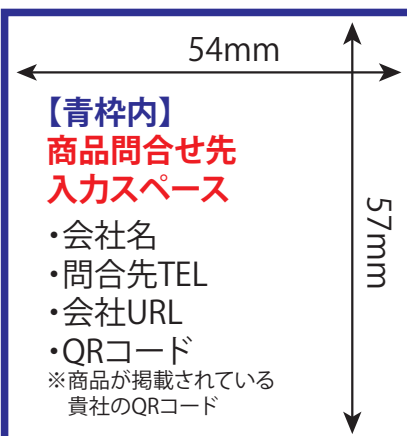 54mm
【青枠内】
商品問合せ先
入力スペース
・会社名
・問合先TEL
・会社URL
・QRコード
※商品が掲載されている
貴社のQRコード
57mm